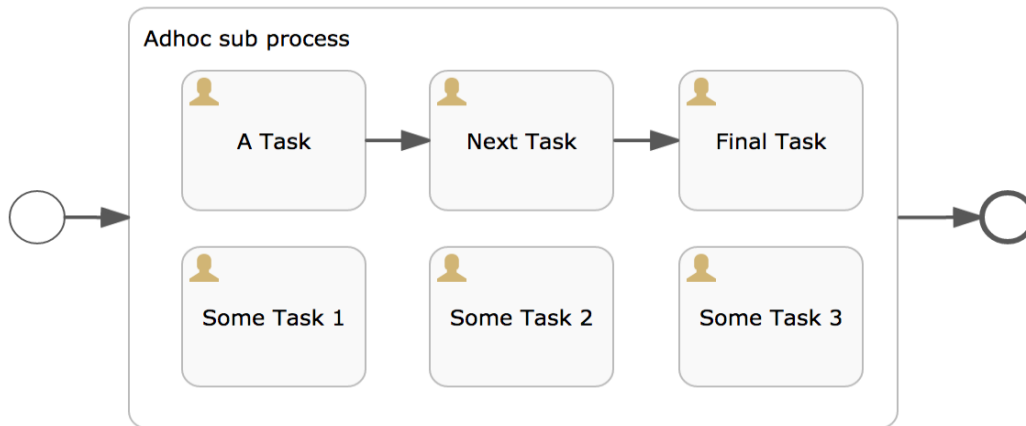 Adhoc sub process
A Task
Next Task
Final Task
Some Task 1
Some Task 2
Some Task 3